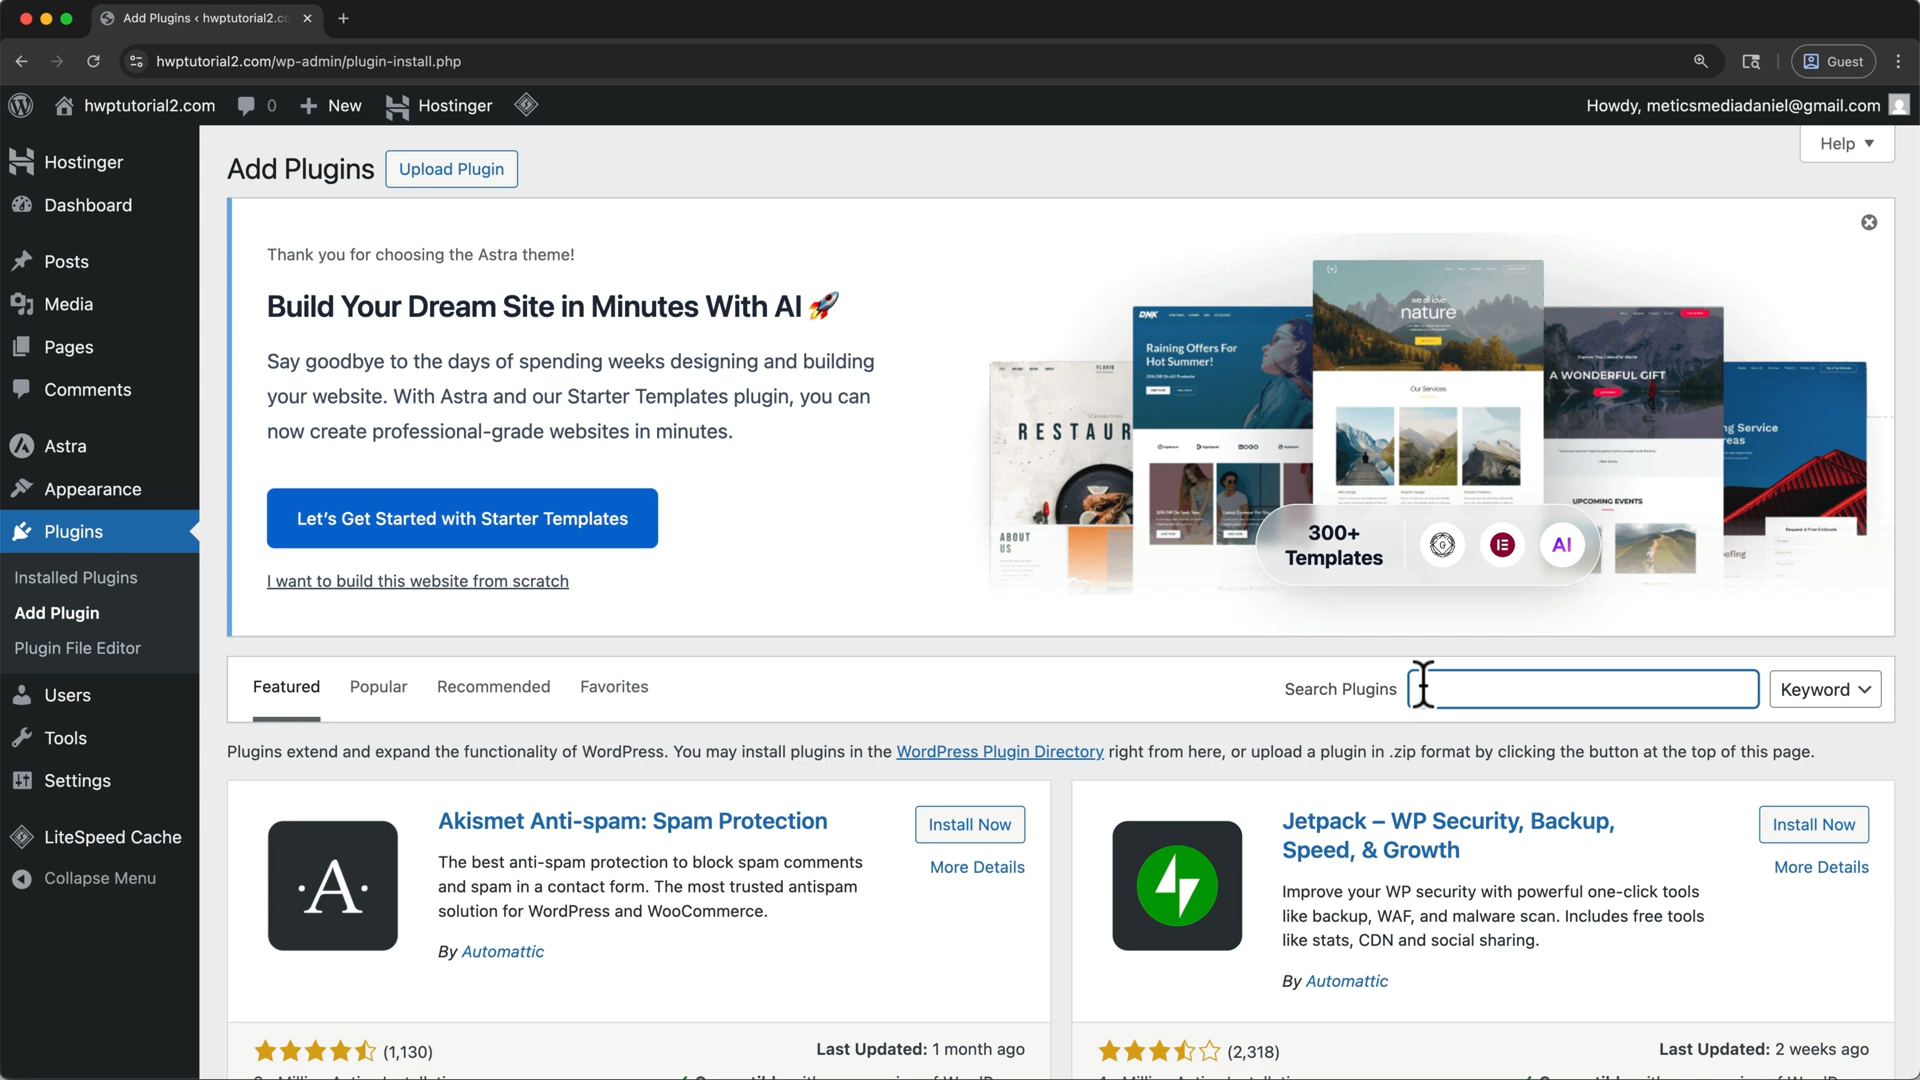 Add Plugins < hwptutorial2.co
hwptutorial2.com/wp-admin/plugin-install.php
Guest
hwptutorial2.com
0
New
Hostinger
Howdy, meticsmediadaniel@gmail.com
Hostinger
Dashboard
Posts
Media
Pages
Comments
Astra
Appearance
Plugins
Installed Plugins
Add Plugin
Plugin File Editor
Users
Tools
Settings
LiteSpeed Cache
Collapse Menu
Help
Add Plugins
Upload Plugin
Thank you for choosing the Astra theme!
Build Your Dream Site in Minutes With AI 🚀
Say goodbye to the days of spending weeks designing and building
your website. With Astra and our Starter Templates plugin, you can
now create professional-grade websites in minutes.
Let’s Get Started with Starter Templates
I want to build this website from scratch
RESTAUR
ABOUT
US
DNK
Raining Offers For
Hot Summer!
we all love
nature
Our Services
A WONDERFUL GIFT
UPCOMING EVENTS
ng Service
reas
300+
Templates
AI
Featured
Popular
Recommended
Favorites
Search Plugins
Keyword
Plugins extend and expand the functionality of WordPress. You may install plugins in the WordPress Plugin Directory right from here, or upload a plugin in .zip format by clicking the button at the top of this page.
Akismet Anti-spam: Spam Protection
Install Now
More Details
The best anti-spam protection to block spam comments
and spam in a contact form. The most trusted antispam
solution for WordPress and WooCommerce.
By Automattic
(1,130)
Last Updated: 1 month ago
Jetpack – WP Security, Backup,
Speed, & Growth
Install Now
More Details
Improve your WP security with powerful one-click tools
like backup, WAF, and malware scan. Includes free tools
like stats, CDN and social sharing.
By Automattic
(2,318)
Last Updated: 2 weeks ago